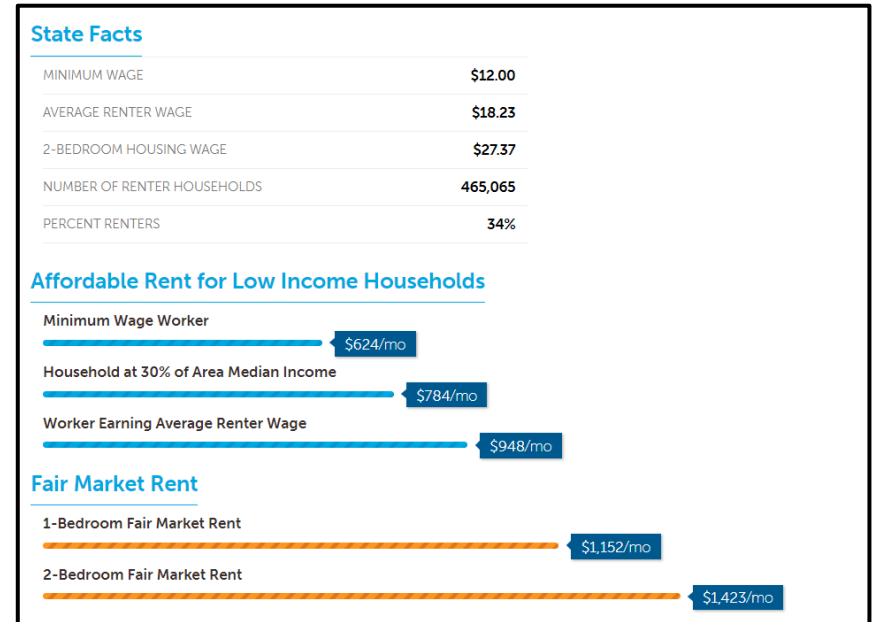 State Facts
MINIMUM WAGE $12.00
AVERAGE RENTER WAGE $18.23
2-BEDROOM HOUSING WAGE $27.37
NUMBER OF RENTER HOUSEHOLDS 465,065
PERCENT RENTERS 34%
Affordable Rent for Low Income Households
Minimum Wage Worker
$624/mo
Household at 30% of Area Median Income
$784/mo
Worker Earning Average Renter Wage
$948/mo
Fair Market Rent
1-Bedroom Fair Market Rent
$1,152/mo
2-Bedroom Fair Market Rent
$1,423/mo